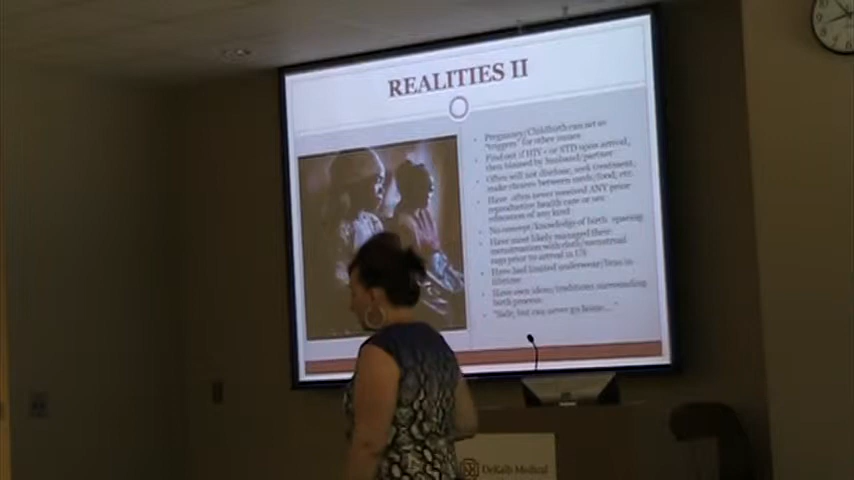 REALITIES II
Pregnancy/Childbirth can act as
"triggers" for other issues
Find out if HIV+ or STD upon arrival,
then blamed by husband/partner
Often will not disclose, seek treatment,
make choices between meds/food, etc.
Have often never received ANY prior
reproductive health care or sex
education of any kind
No concept/knowledge of birth spacing
Have most likely managed their
menstruation with cloth/menstrual
rags prior to arrival in US
Have had limited underwear/bras in
lifetime
Have own ideas/traditions surrounding
birth process
"Safe, but can never go home..."
DeKalb Medical